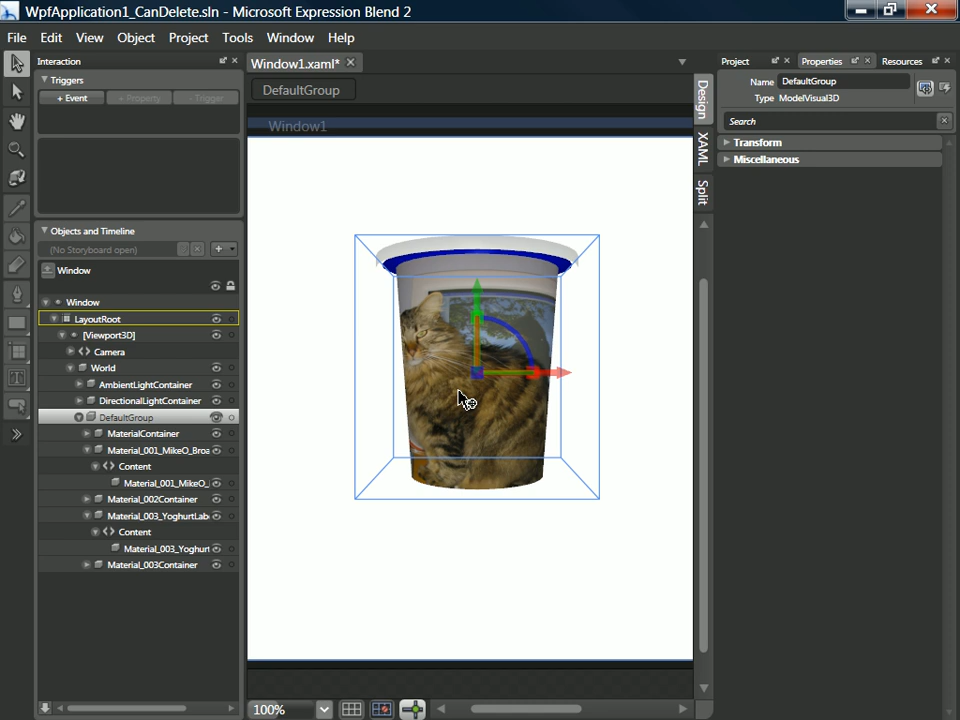 WpfApplication1_CanDelete.sln - Microsoft Expression Blend 2
File Edit View Object Project Tools Window Help
Interaction
Triggers
+ Event + Property - Trigger
Objects and Timeline
(No Storyboard open)
Window
Window
LayoutRoot
[Viewport3D]
Camera
World
AmbientLightContainer
DirectionalLightContainer
DefaultGroup
MaterialContainer
Material_001_MikeO_Broa
Content
Material_001_MikeO_
Material_002Container
Material_003_YoghurtLab
Content
Material_003_Yoghurt
Material_003Container
Window1.xaml*
DefaultGroup
Window1
100%
Design
XAML
Split
Project Properties Resources
Name DefaultGroup
Type ModelVisual3D
Search
Transform
Miscellaneous